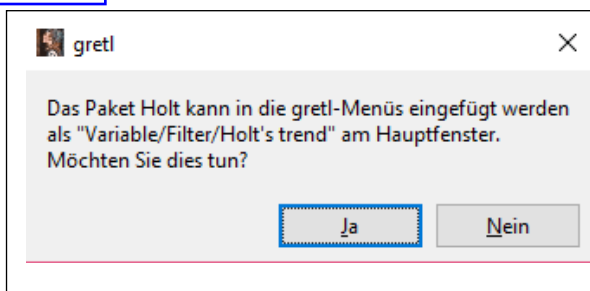 gretl
Das Paket Holt kann in die gretl-Menüs eingefügt werden
als "Variable/Filter/Holt's trend" am Hauptfenster.
Möchten Sie dies tun?
Ja
Nein